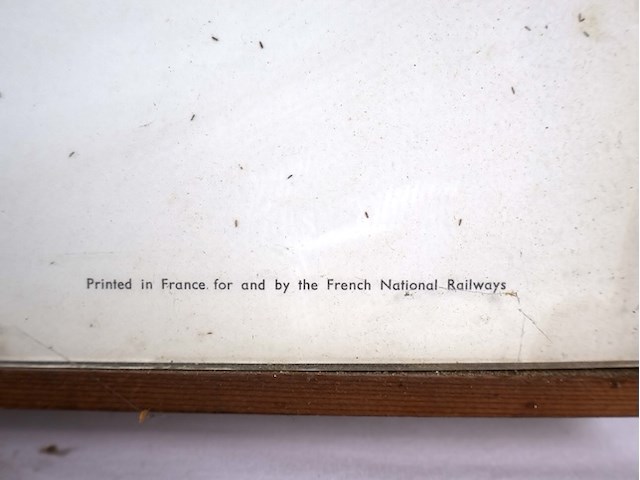 Printed in France for and by the French National Railways